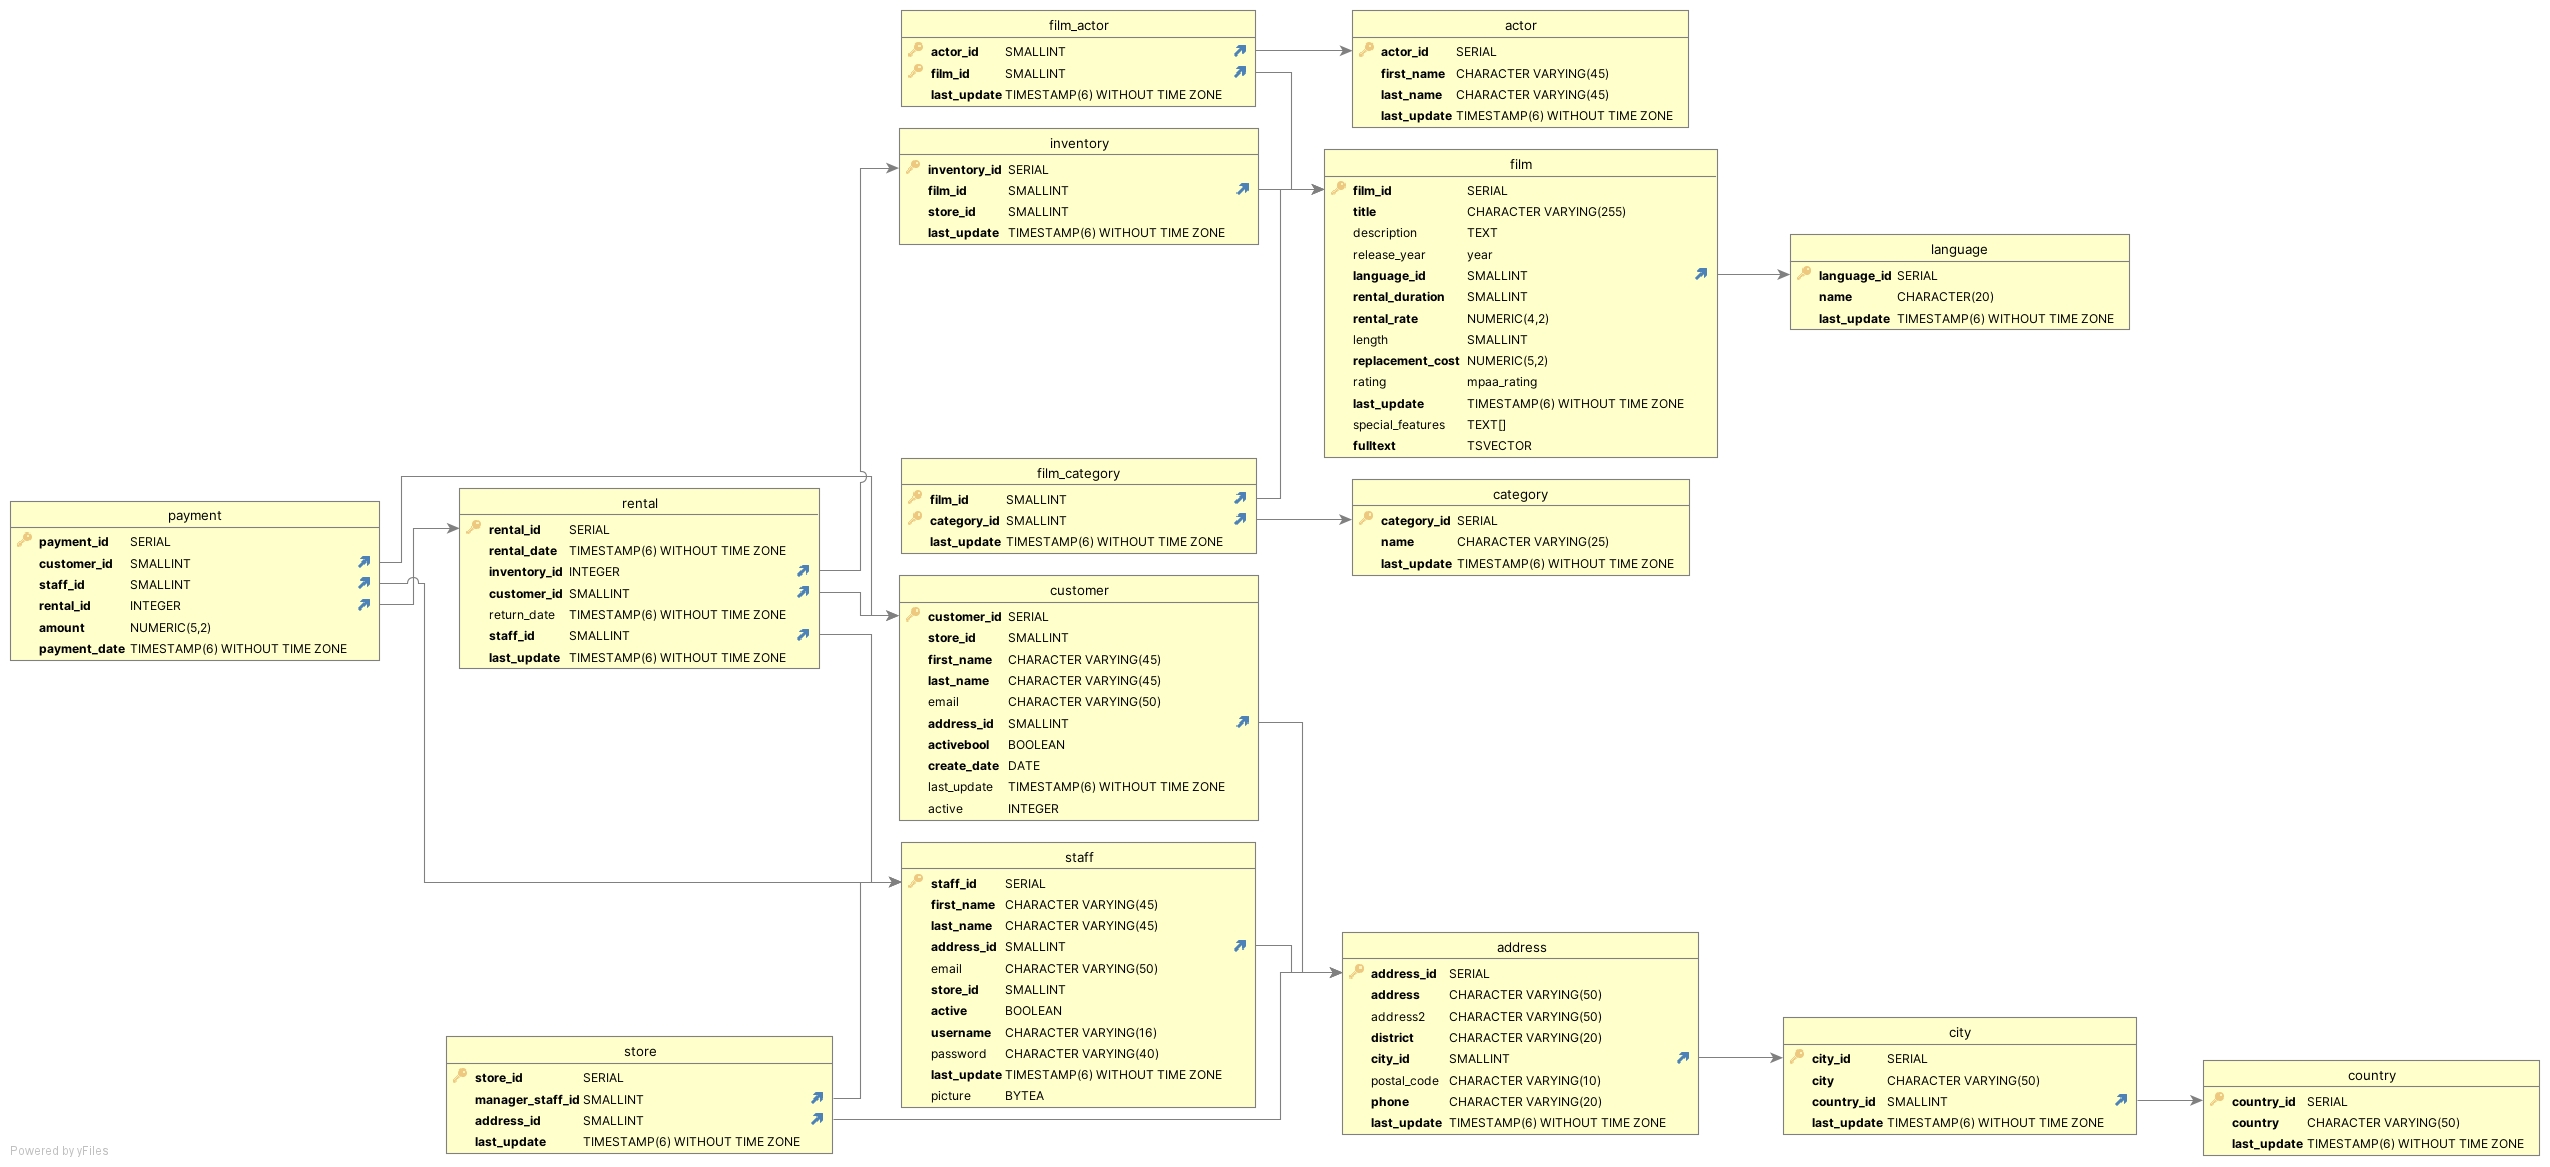 film_actor
actor_id SMALLINT
film_id SMALLINT
last_update TIMESTAMP(6) WITHOUT TIME ZONE
actor
actor_id SERIAL
first_name CHARACTER VARYING(45)
last_name CHARACTER VARYING(45)
last_update TIMESTAMP(6) WITHOUT TIME ZONE
inventory
inventory_id SERIAL
film_id SMALLINT
store_id SMALLINT
last_update TIMESTAMP(6) WITHOUT TIME ZONE
film
film_id SERIAL
title CHARACTER VARYING(255)
description TEXT
release_year year
language_id SMALLINT
rental_duration SMALLINT
rental_rate NUMERIC(4,2)
length SMALLINT
replacement_cost NUMERIC(5,2)
rating mpaa_rating
last_update TIMESTAMP(6) WITHOUT TIME ZONE
special_features TEXT[]
fulltext TSVECTOR
language
language_id SERIAL
name CHARACTER(20)
last_update TIMESTAMP(6) WITHOUT TIME ZONE
film_category
film_id SMALLINT
category_id SMALLINT
last_update TIMESTAMP(6) WITHOUT TIME ZONE
category
category_id SERIAL
name CHARACTER VARYING(25)
last_update TIMESTAMP(6) WITHOUT TIME ZONE
payment
payment_id SERIAL
customer_id SMALLINT
staff_id SMALLINT
rental_id INTEGER
amount NUMERIC(5,2)
payment_date TIMESTAMP(6) WITHOUT TIME ZONE
rental
rental_id SERIAL
rental_date TIMESTAMP(6) WITHOUT TIME ZONE
inventory_id INTEGER
customer_id SMALLINT
return_date TIMESTAMP(6) WITHOUT TIME ZONE
staff_id SMALLINT
last_update TIMESTAMP(6) WITHOUT TIME ZONE
customer
customer_id SERIAL
store_id SMALLINT
first_name CHARACTER VARYING(45)
last_name CHARACTER VARYING(45)
email CHARACTER VARYING(50)
address_id SMALLINT
activebool BOOLEAN
create_date DATE
last_update TIMESTAMP(6) WITHOUT TIME ZONE
active INTEGER
staff
staff_id SERIAL
first_name CHARACTER VARYING(45)
last_name CHARACTER VARYING(45)
address_id SMALLINT
email CHARACTER VARYING(50)
store_id SMALLINT
active BOOLEAN
username CHARACTER VARYING(16)
password CHARACTER VARYING(40)
last_update TIMESTAMP(6) WITHOUT TIME ZONE
picture BYTEA
address
address_id SERIAL
address CHARACTER VARYING(50)
address2 CHARACTER VARYING(50)
district CHARACTER VARYING(20)
city_id SMALLINT
postal_code CHARACTER VARYING(10)
phone CHARACTER VARYING(20)
last_update TIMESTAMP(6) WITHOUT TIME ZONE
store
store_id SERIAL
manager_staff_id SMALLINT
address_id SMALLINT
last_update TIMESTAMP(6) WITHOUT TIME ZONE
city
city_id SERIAL
city CHARACTER VARYING(50)
country_id SMALLINT
last_update TIMESTAMP(6) WITHOUT TIME ZONE
country
country_id SERIAL
country CHARACTER VARYING(50)
last_update TIMESTAMP(6) WITHOUT TIME ZONE
Powered by yFiles